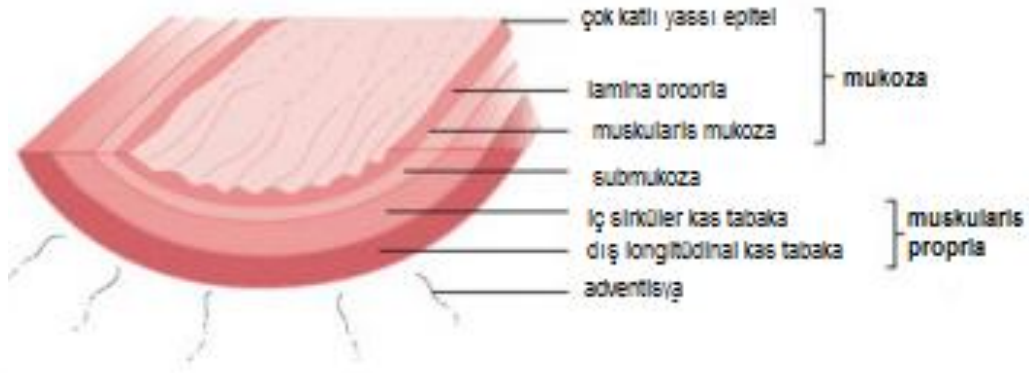 çok katlı yassı epitel
lamina propria
mukoza
muskularis mukoza
submukoza
iç sirküler kas tabaka
dış longitüdinal kas tabaka
muskularis
propria
adventisya